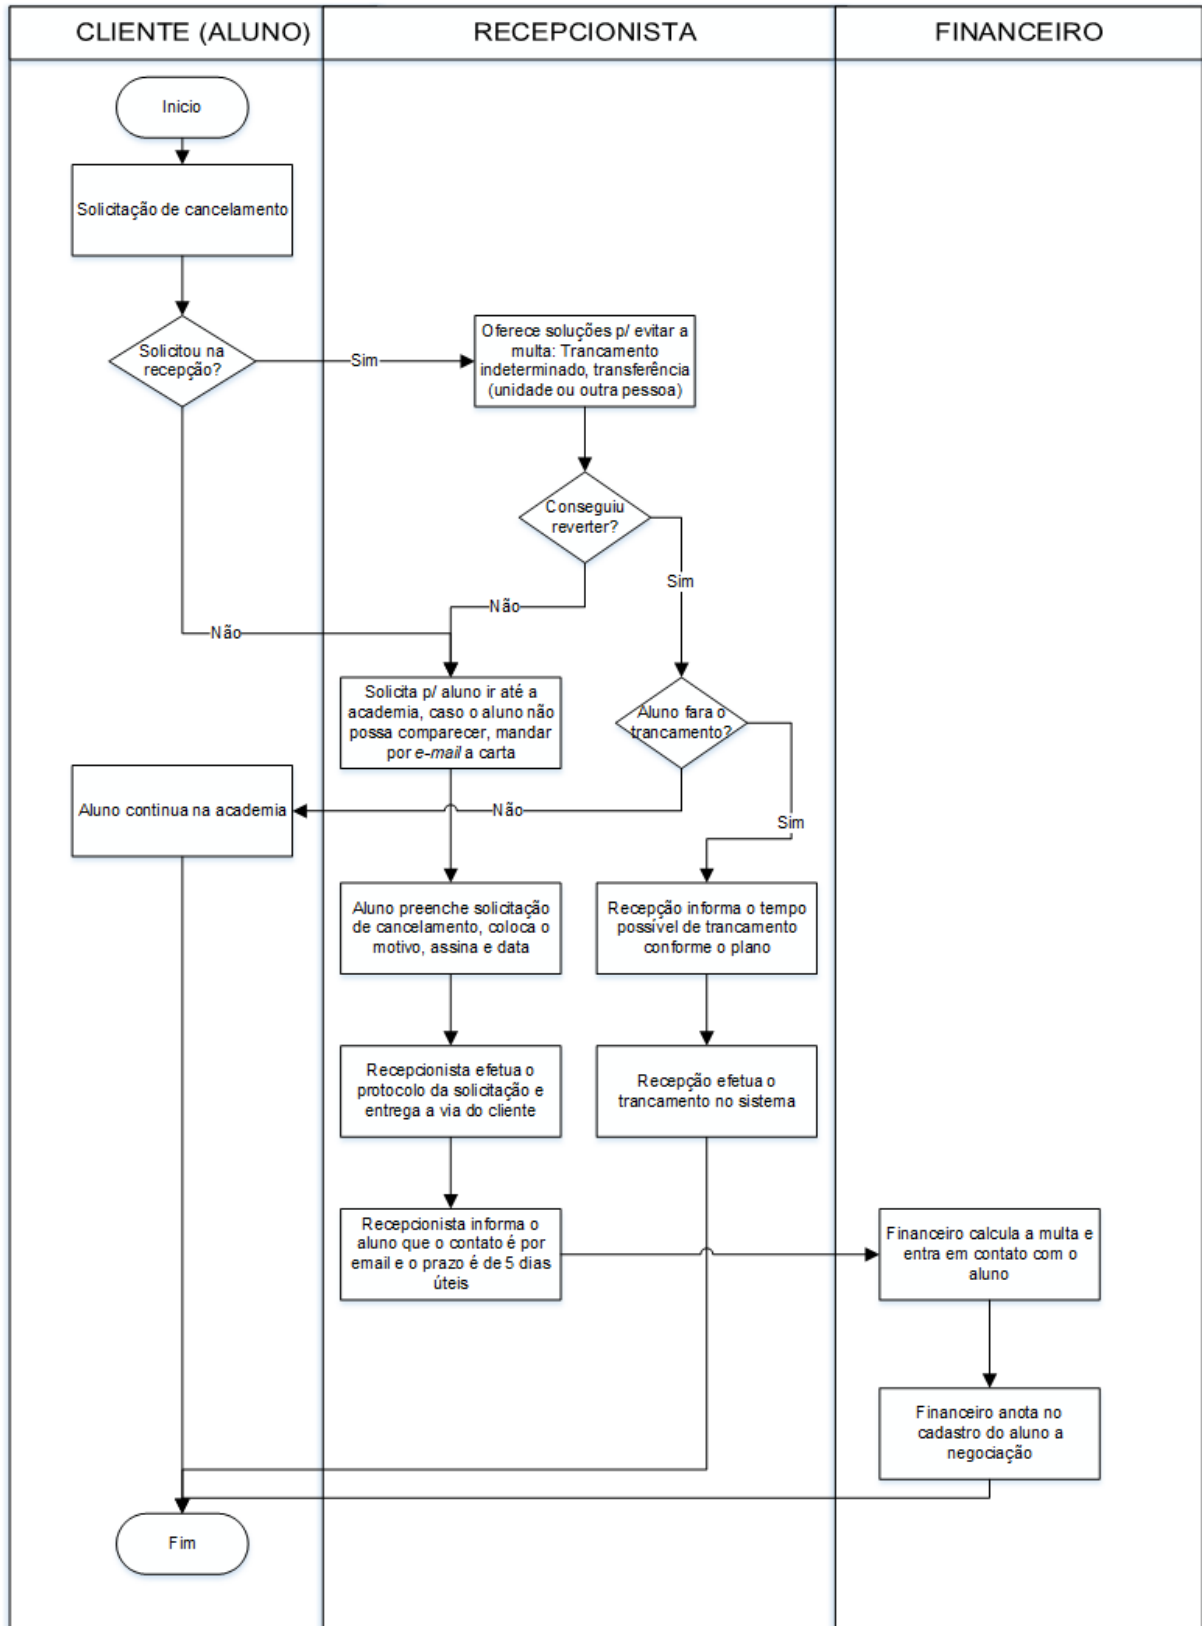 CLIENTE (ALUNO)
RECEPCIONISTA
FINANCEIRO
Inicio
Solicitação de cancelamento
Solicitou na
recepção?
Sim
Oferece soluções p/ evitar a
multa: Trancamento
indeterminado, transferência
(unidade ou outra pessoa)
Conseguiu
reverter?
Sim
Não
Não
Solicita p/ aluno ir até a
academia, caso o aluno não
possa comparecer, mandar
por e-mail a carta
Aluno fara o
trancamento?
Aluno continua na academia
Não
Sim
Aluno preenche solicitação
de cancelamento, coloca o
motivo, assina e data
Recepção informa o tempo
possível de trancamento
conforme o plano
Recepcionista efetua o
protocolo da solicitação e
entrega a via do cliente
Recepção efetua o
trancamento no sistema
Recepcionista informa o
aluno que o contato é por
email e o prazo é de 5 dias
úteis
Financeiro calcula a multa e
entra em contato com o
aluno
Financeiro anota no
cadastro do aluno a
negociação
Fim